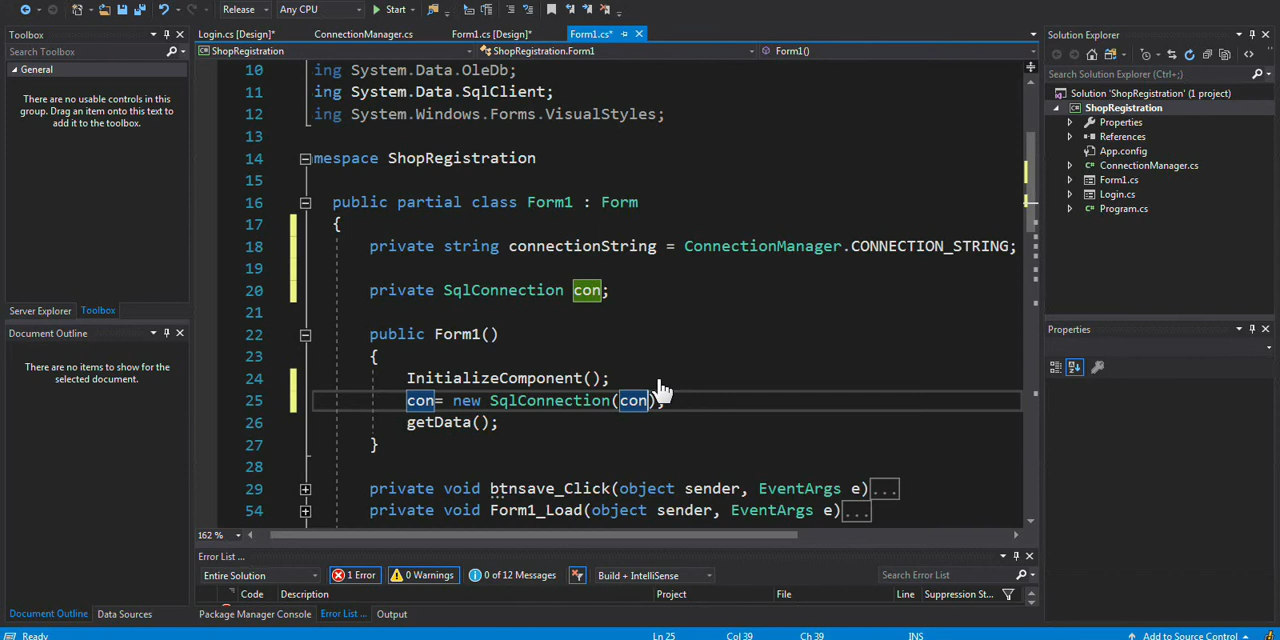 Release
Any CPU
Start
Toolbox
Search Toolbox
General
There are no usable controls in this
group. Drag an item onto this text to
add it to the toolbox.
Server Explorer Toolbox
Document Outline
There are no items to show for the
selected document.
Document Outline Data Sources
Login.cs [Design]* ConnectionManager.cs Form1.cs [Design]* Form1.cs*
ShopRegistration ShopRegistration.Form1 Form1()
10 ing System.Data.OleDb;
11 ing System.Data.SqlClient;
12 ing System.Windows.Forms.VisualStyles;
13
14 mespace ShopRegistration
15
16 public partial class Form1 : Form
17 {
18 private string connectionString = ConnectionManager.CONNECTION_STRING;
19
20 private SqlConnection con;
21
22 public Form1()
23 {
24 InitializeComponent();
25 con= new SqlConnection(con);
26 getData();
27 }
28
29 private void btnsave_Click(object sender, EventArgs e)...
54 private void Form1_Load(object sender, EventArgs e)...
162 %
Error List ...
Entire Solution 1 Error 0 Warnings 0 of 12 Messages Build + IntelliSense Search Error List
Code Description Project File Line Suppression St...
Package Manager Console Error List ... Output
Solution Explorer
Search Solution Explorer (Ctrl+;)
Solution 'ShopRegistration' (1 project)
ShopRegistration
Properties
References
App.config
ConnectionManager.cs
Form1.cs
Login.cs
Program.cs
Properties
Ready Ln 25 Col 39 Ch 39 INS Add to Source Control